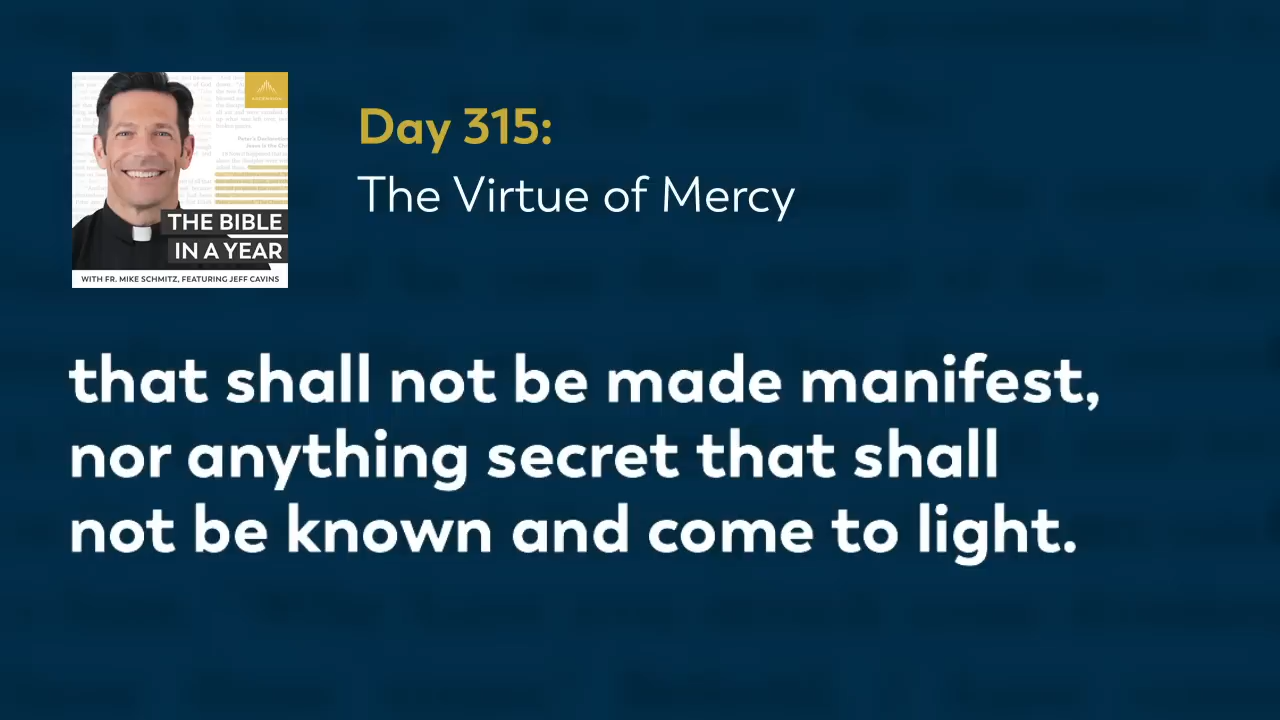 Day 315:
The Virtue of Mercy
THE BIBLE
IN A YEAR
WITH FR. MIKE SCHMITZ, FEATURING JEFF CAVINS
that shall not be made manifest,
nor anything secret that shall
not be known and come to light.